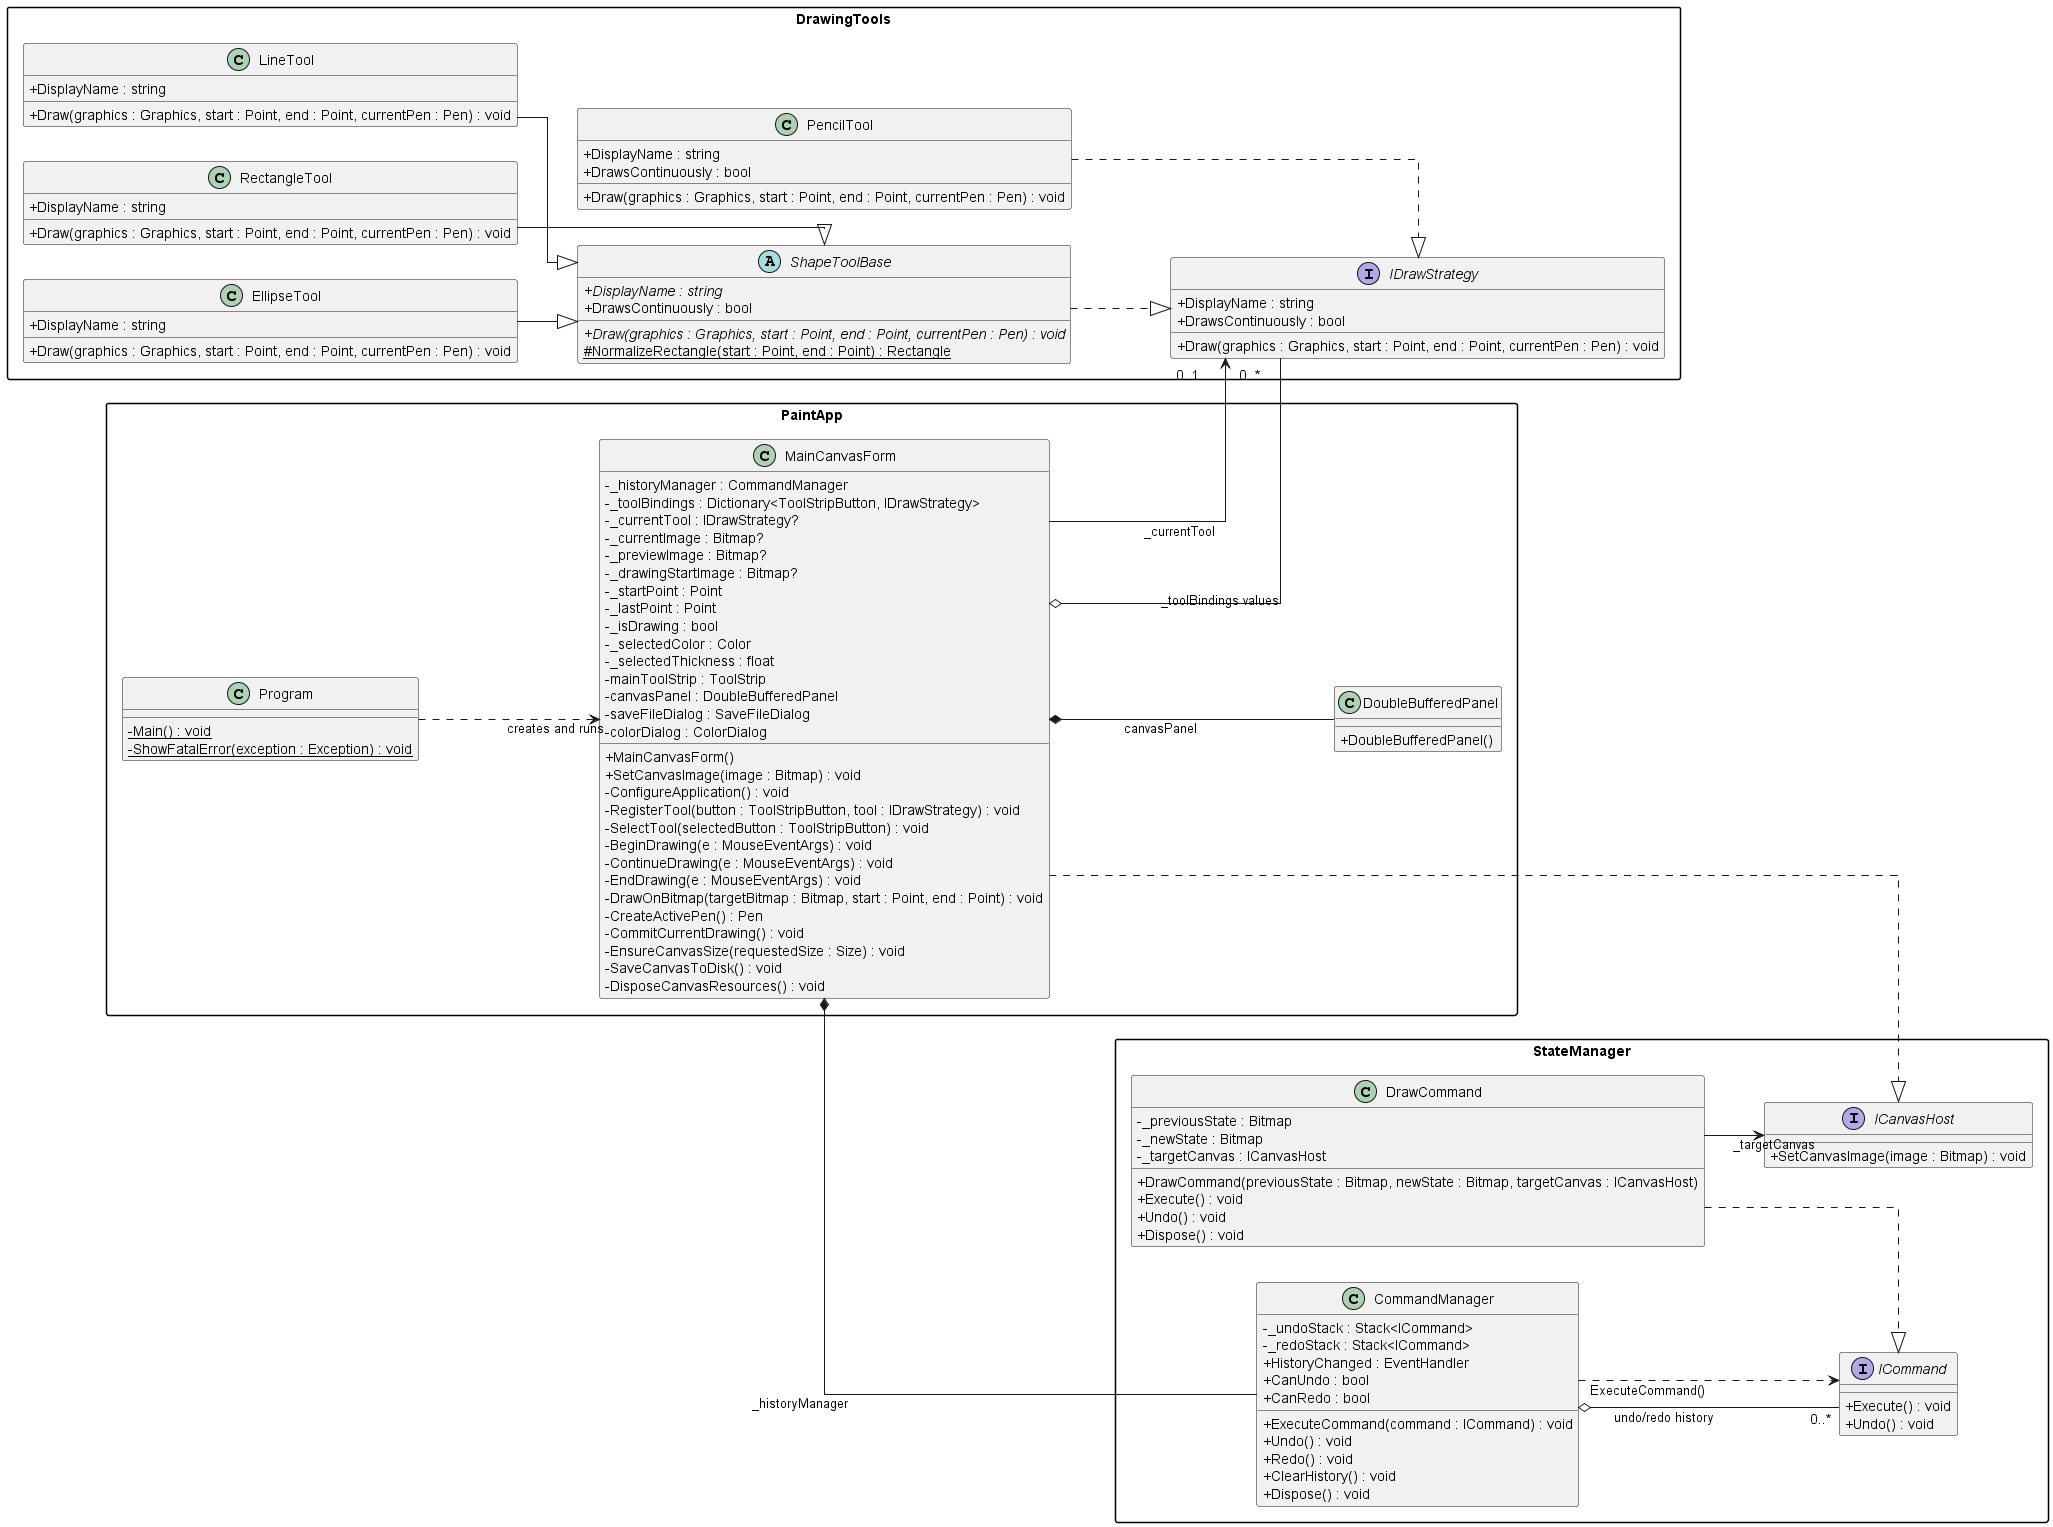 DrawingTools
C LineTool
+DisplayName : string
+Draw(graphics : Graphics, start : Point, end : Point, currentPen : Pen) : void
C RectangleTool
+DisplayName : string
+Draw(graphics : Graphics, start : Point, end : Point, currentPen : Pen) : void
C EllipseTool
+DisplayName : string
+Draw(graphics : Graphics, start : Point, end : Point, currentPen : Pen) : void
C PencilTool
+DisplayName : string
+DrawsContinuously : bool
+Draw(graphics : Graphics, start : Point, end : Point, currentPen : Pen) : void
A ShapeToolBase
+DisplayName : string
+DrawsContinuously : bool
+Draw(graphics : Graphics, start : Point, end : Point, currentPen : Pen) : void
#NormalizeRectangle(start : Point, end : Point) : Rectangle
I IDrawStrategy
+DisplayName : string
+DrawsContinuously : bool
+Draw(graphics : Graphics, start : Point, end : Point, currentPen : Pen) : void
0..1
0..*
PaintApp
C MainCanvasForm
-_historyManager : CommandManager
-_toolBindings : Dictionary<ToolStripButton, IDrawStrategy>
-_currentTool : IDrawStrategy?
-_currentImage : Bitmap?
-_previewImage : Bitmap?
-_drawingStartImage : Bitmap?
-_startPoint : Point
-_lastPoint : Point
-_isDrawing : bool
-_selectedColor : Color
-_selectedThickness : float
-mainToolStrip : ToolStrip
-canvasPanel : DoubleBufferedPanel
-saveFileDialog : SaveFileDialog
-colorDialog : ColorDialog
+MainCanvasForm()
+SetCanvasImage(image : Bitmap) : void
-ConfigureApplication() : void
-RegisterTool(button : ToolStripButton, tool : IDrawStrategy) : void
-SelectTool(selectedButton : ToolStripButton) : void
-BeginDrawing(e : MouseEventArgs) : void
-ContinueDrawing(e : MouseEventArgs) : void
-EndDrawing(e : MouseEventArgs) : void
-DrawOnBitmap(targetBitmap : Bitmap, start : Point, end : Point) : void
-CreateActivePen() : Pen
-CommitCurrentDrawing() : void
-EnsureCanvasSize(requestedSize : Size) : void
-SaveCanvasToDisk() : void
-DisposeCanvasResources() : void
_currentTool
_toolBindings values
C Program
-Main() : void
-ShowFatalError(exception : Exception) : void
creates and runs
canvasPanel
C DoubleBufferedPanel
+DoubleBufferedPanel()
StateManager
C DrawCommand
-_previousState : Bitmap
-_newState : Bitmap
-_targetCanvas : ICanvasHost
+DrawCommand(previousState : Bitmap, newState : Bitmap, targetCanvas : ICanvasHost)
+Execute() : void
+Undo() : void
+Dispose() : void
_targetCanvas
I ICanvasHost
+SetCanvasImage(image : Bitmap) : void
C CommandManager
-_undoStack : Stack<ICommand>
-_redoStack : Stack<ICommand>
+HistoryChanged : EventHandler
+CanUndo : bool
+CanRedo : bool
+ExecuteCommand(command : ICommand) : void
+Undo() : void
+Redo() : void
+ClearHistory() : void
+Dispose() : void
_historyManager
ExecuteCommand()
undo/redo history
0..*
I ICommand
+Execute() : void
+Undo() : void